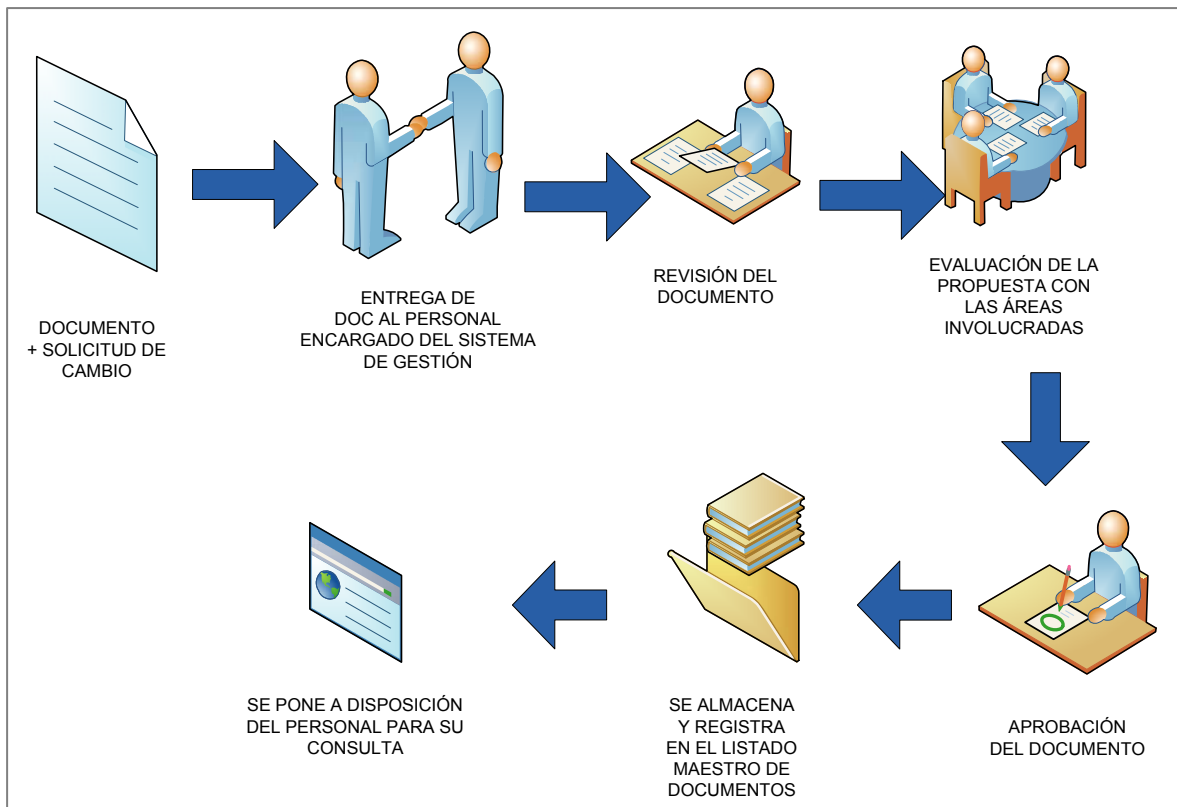 DOCUMENTO
+ SOLICITUD DE
CAMBIO
ENTREGA DE
DOC AL PERSONAL
ENCARGADO DEL SISTEMA
DE GESTIÓN
REVISIÓN DEL
DOCUMENTO
EVALUACIÓN DE LA
PROPUESTA CON
LAS ÁREAS
INVOLUCRADAS
APROBACIÓN
DEL DOCUMENTO
SE ALMACENA
Y REGISTRA
EN EL LISTADO
MAESTRO DE
DOCUMENTOS
SE PONE A DISPOSICIÓN
DEL PERSONAL PARA SU
CONSULTA